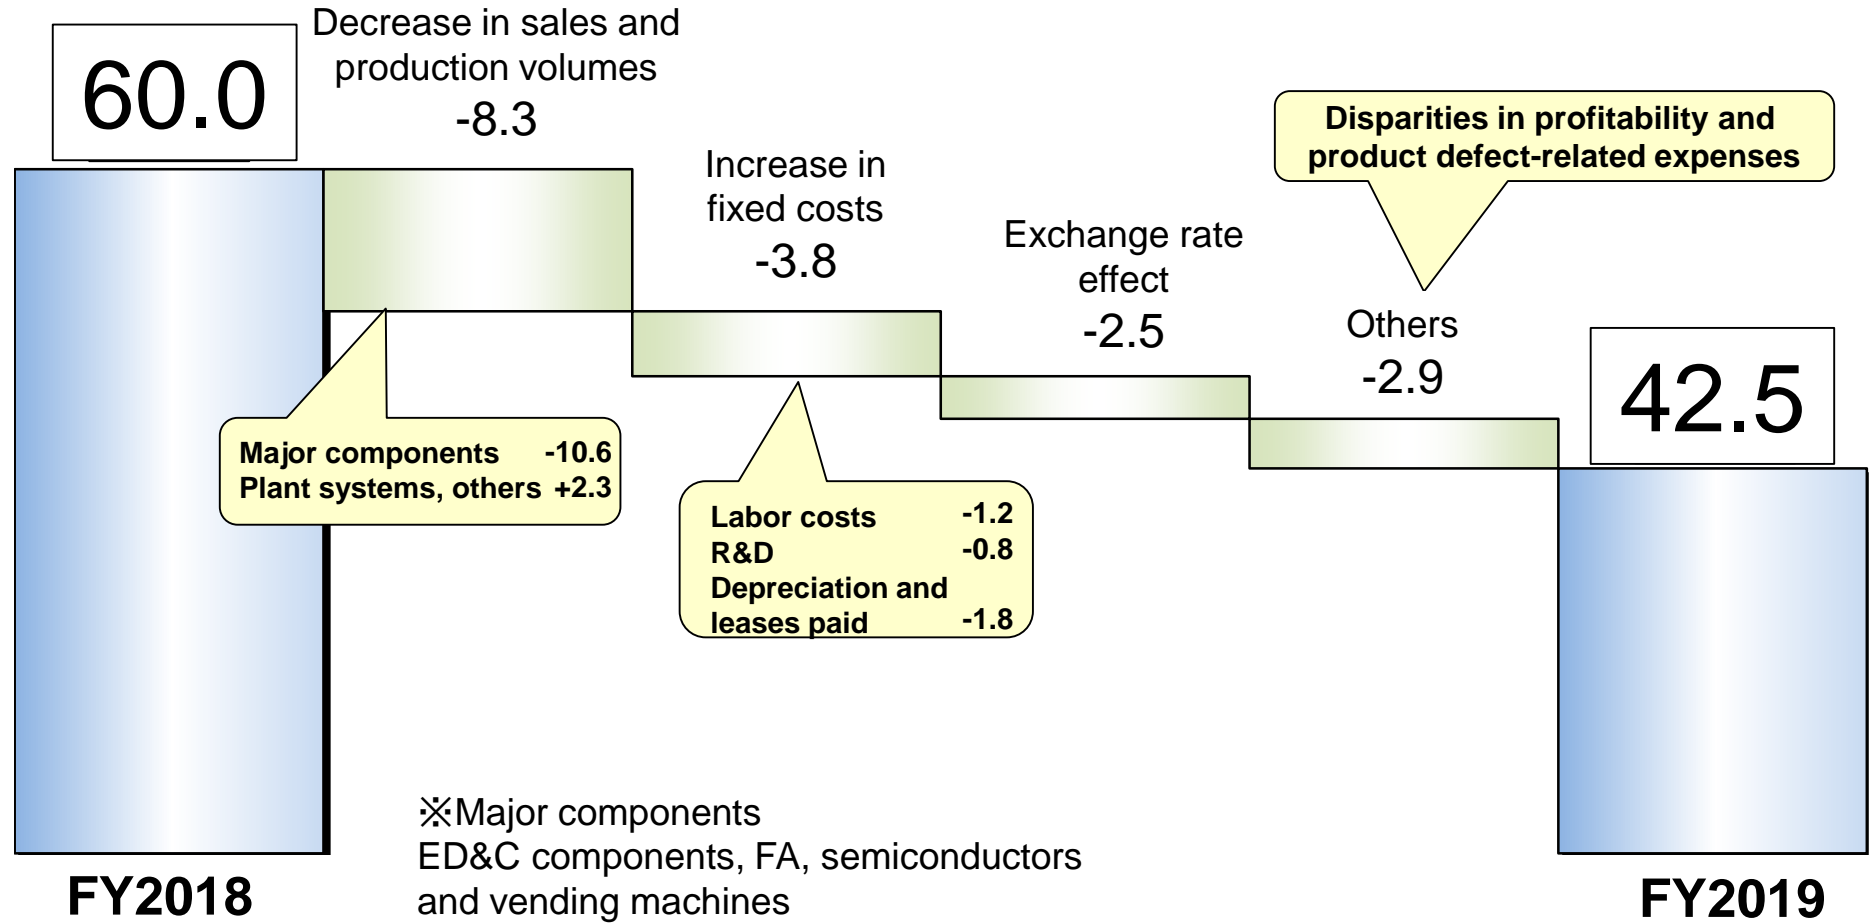 60.0
Decrease in sales and
production volumes
-8.3
Increase in
fixed costs
-3.8
Exchange rate
effect
-2.5
Disparities in profitability and
product defect-related expenses
Others
-2.9
42.5
Major components -10.6
Plant systems, others +2.3
Labor costs -1.2
R&D -0.8
Depreciation and
leases paid -1.8
※Major components
ED&C components, FA, semiconductors
and vending machines
FY2018
FY2019